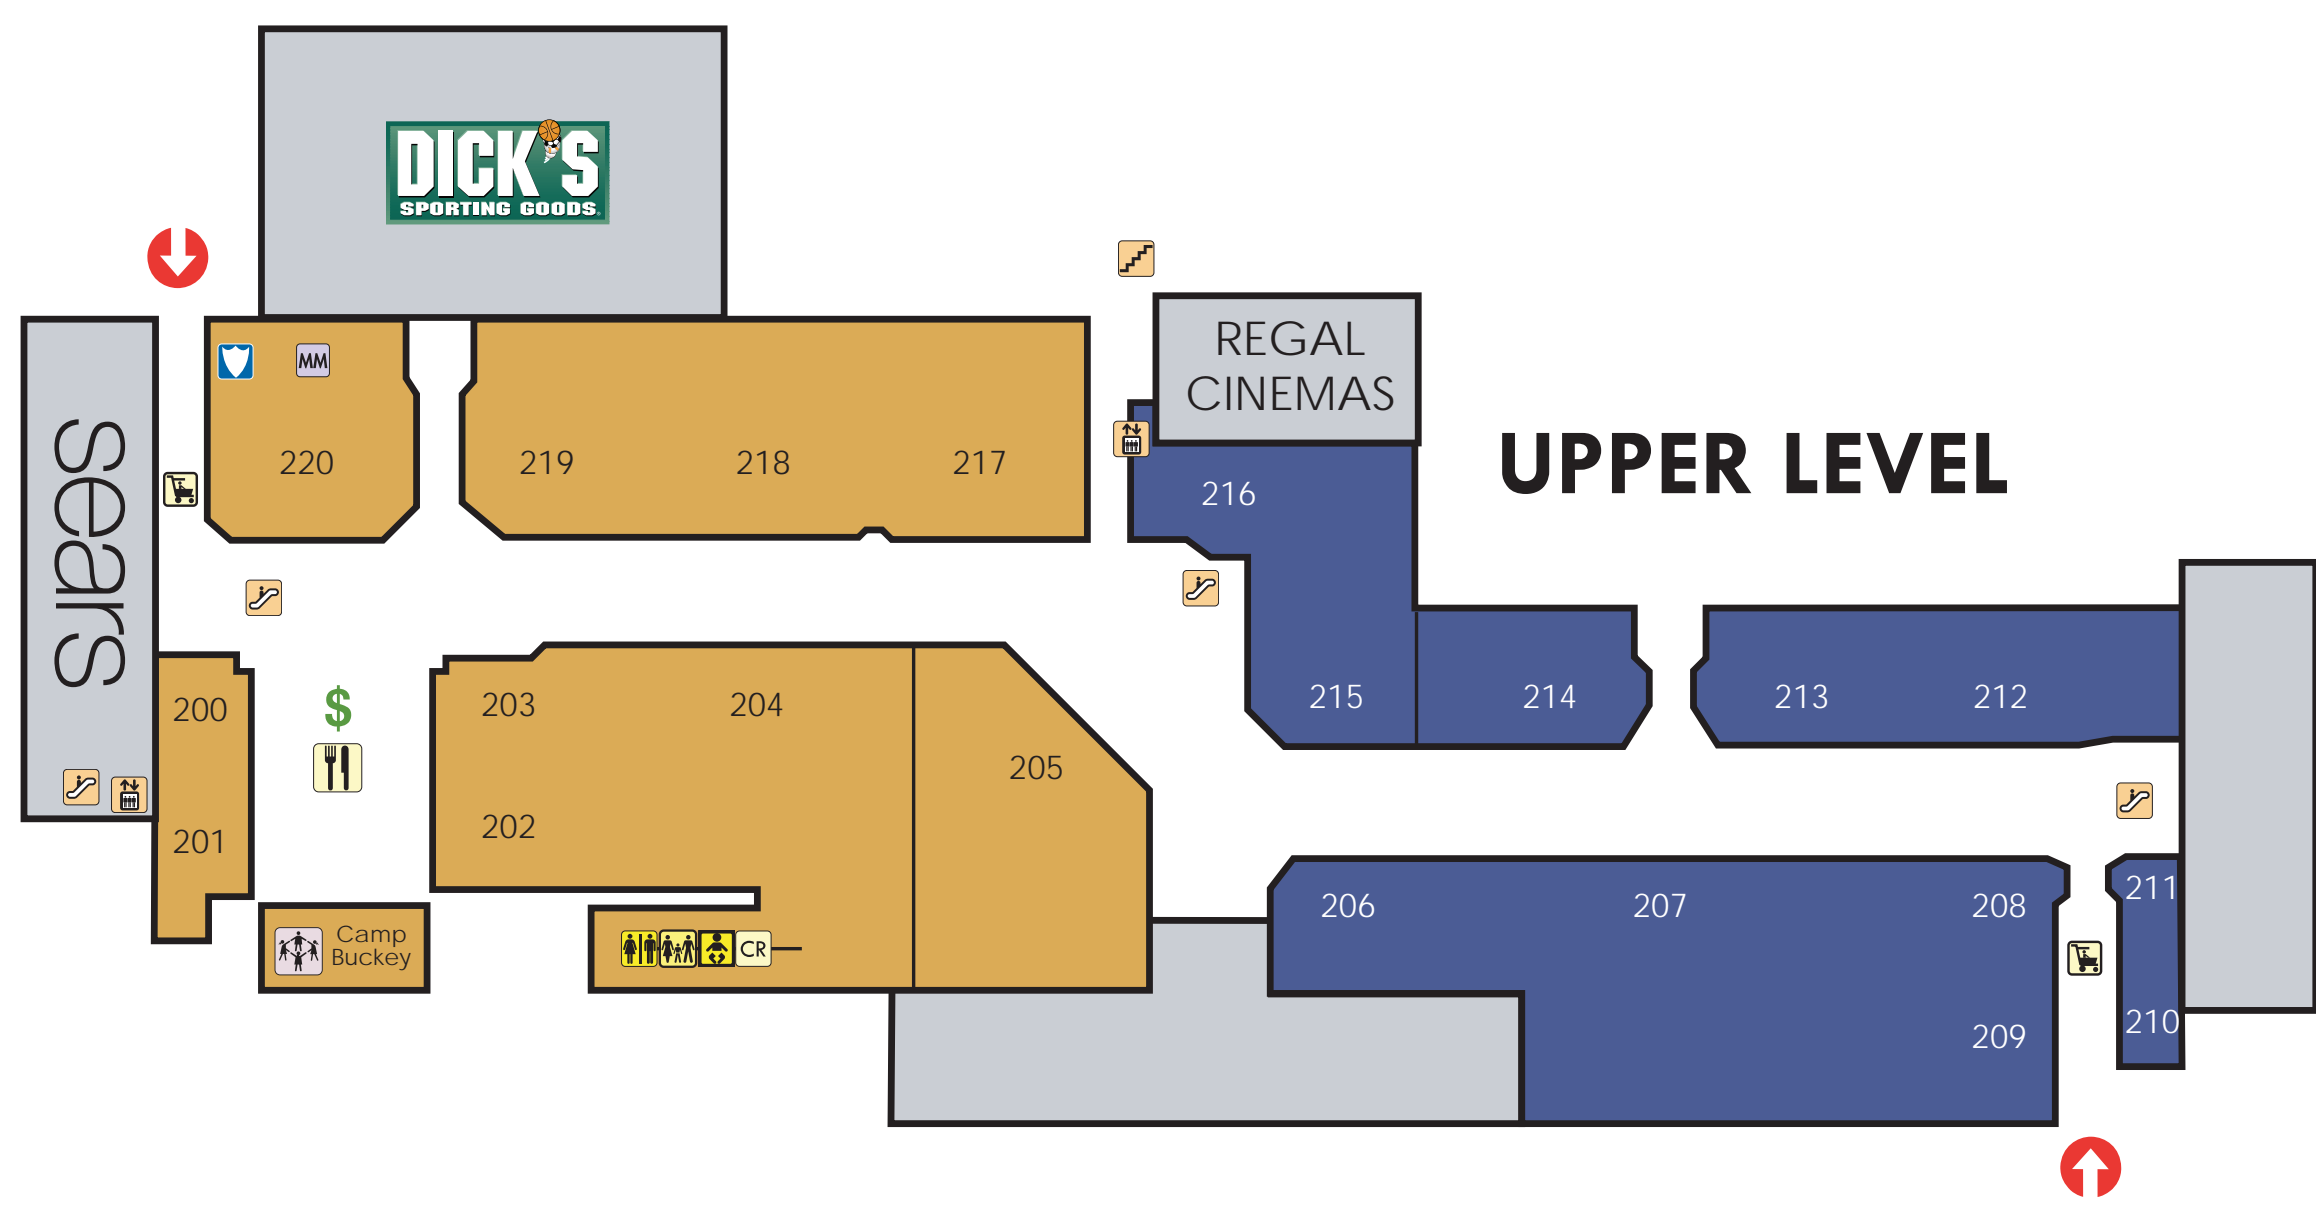 DICK'S
SPORTING GOODS®
REGAL
CINEMAS
UPPER LEVEL
sears
MM
220
219
218
217
216
200
203
204
$
205
215
214
213
212
201
202
206
207
208
211
Camp
Buckey
CR
209
210